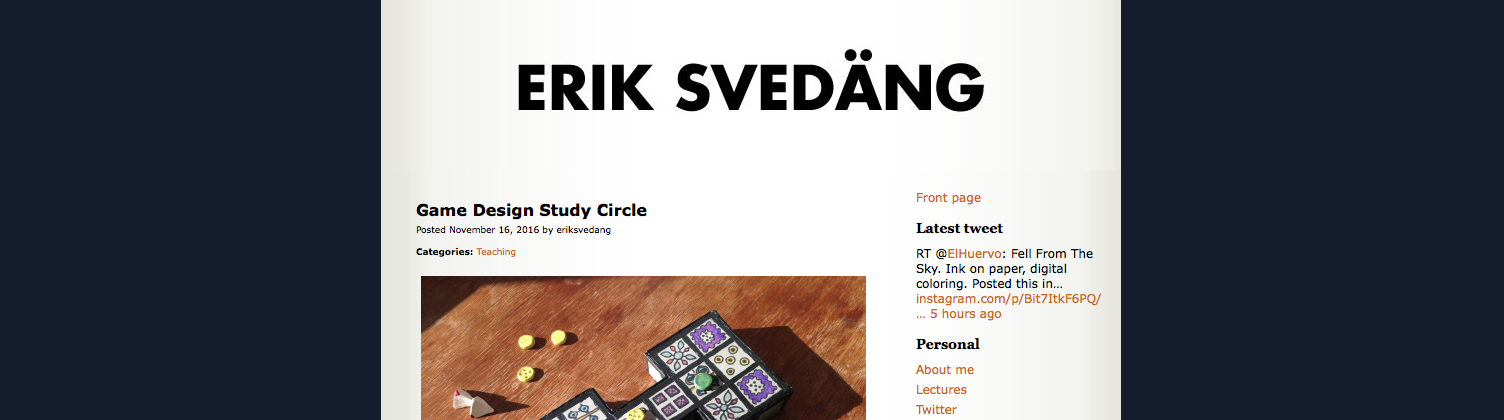 ERIK SVEDÄNG
Game Design Study Circle
Posted November 16, 2016 by eriksvedang
Categories: Teaching
Front page
Latest tweet
RT @ElHuervo: Fell From The
Sky. Ink on paper, digital
coloring. Posted this in…
instagram.com/p/Bit7ItkF6PQ/
… 5 hours ago
Personal
About me
Lectures
Twitter